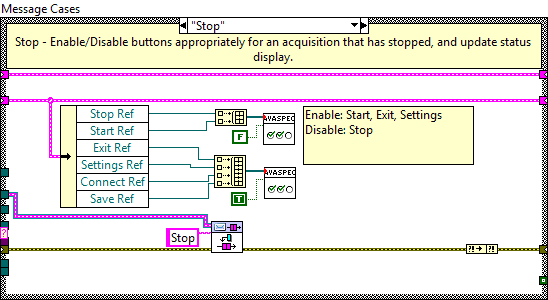 Message Cases
"Stop"
Stop - Enable/Disable buttons appropriately for an acquisition that has stopped, and update status
display.
Stop Ref
Start Ref
Exit Ref
Settings Ref
Connect Ref
Save Ref
AVASPEC
F
Enable: Start, Exit, Settings
Disable: Stop
AVASPEC
T
Stop
?!
?!
?